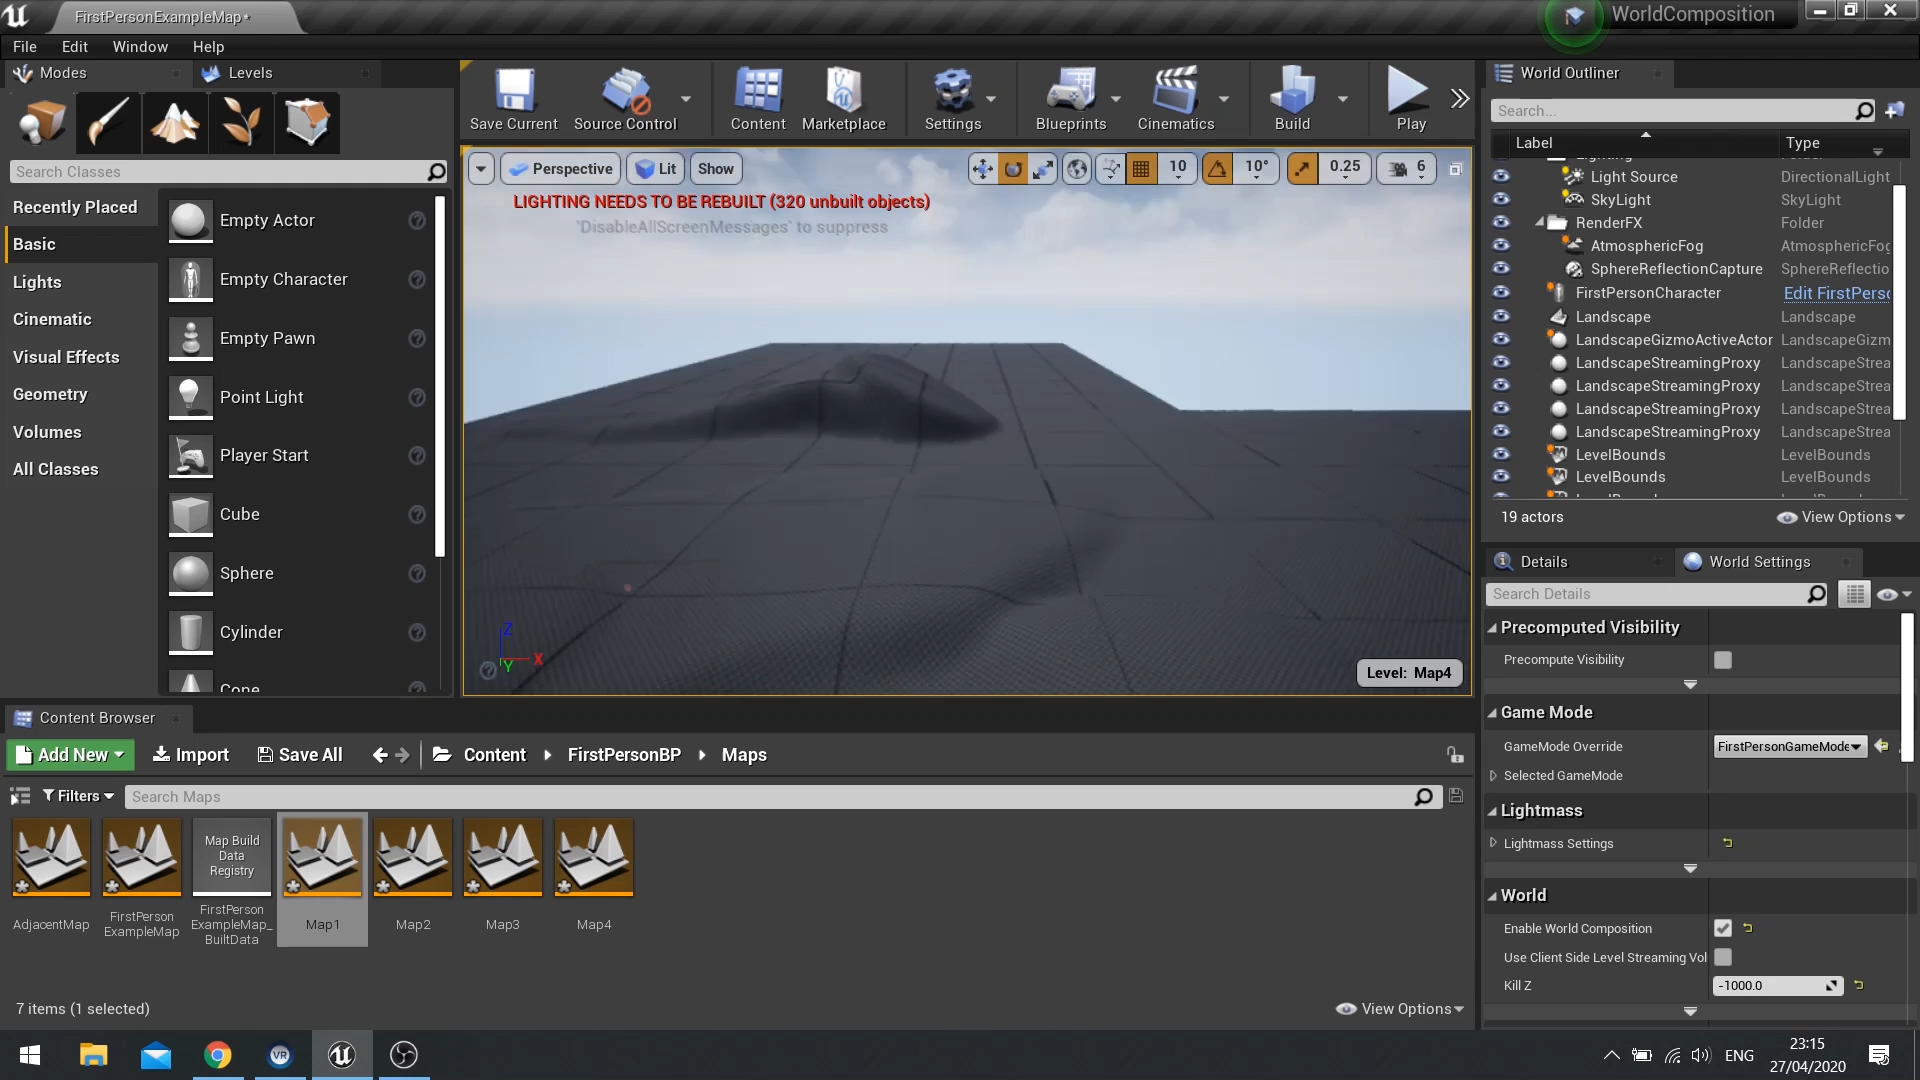 FirstPersonExampleMap*
WorldComposition
File Edit Window Help
Modes
Levels
Search Classes
Recently Placed
Basic
Lights
Cinematic
Visual Effects
Geometry
Volumes
All Classes
Empty Actor
Empty Character
Empty Pawn
Point Light
Player Start
Cube
Sphere
Cylinder
Cone
Save Current
Source Control
Content
Marketplace
Settings
Blueprints
Cinematics
Build
Play
Perspective
Lit
Show
10
10°
0.25
6
LIGHTING NEEDS TO BE REBUILT (320 unbuilt objects)
'DisableAllScreenMessages' to suppress
Z
X
Y
Level: Map4
World Outliner
Search...
Label Type
Lighting Folder
Light Source DirectionalLight
SkyLight SkyLight
RenderFX Folder
AtmosphericFog AtmosphericFog
SphereReflectionCapture SphereReflectio
FirstPersonCharacter Edit FirstPerso
Landscape Landscape
LandscapeGizmoActiveActor LandscapeGizm
LandscapeStreamingProxy LandscapeStrea
LandscapeStreamingProxy LandscapeStrea
LandscapeStreamingProxy LandscapeStrea
LandscapeStreamingProxy LandscapeStrea
LevelBounds LevelBounds
LevelBounds LevelBounds
19 actors
View Options
Details
World Settings
Search Details
Precomputed Visibility
Precompute Visibility
Game Mode
GameMode Override FirstPersonGameMode
Selected GameMode
Lightmass
Lightmass Settings
World
Enable World Composition
Use Client Side Level Streaming Vol
Kill Z -1000.0
Content Browser
Add New Import Save All Content FirstPersonBP Maps
Filters
Search Maps
AdjacentMap
FirstPerson
ExampleMap
Map Build
Data
Registry
FirstPerson
ExampleMap_
BuiltData
Map1
Map2
Map3
Map4
7 items (1 selected)
View Options
VR
ENG
23:15
27/04/2020